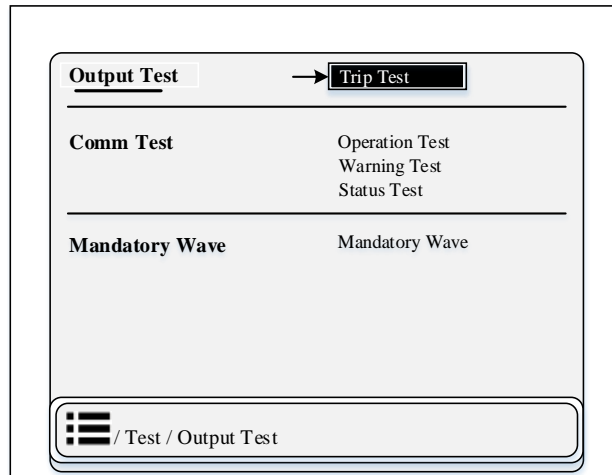 Output Test Trip Test
Comm Test Operation Test
Warning Test
Status Test
Mandatory Wave Mandatory Wave
/ Test / Output Test